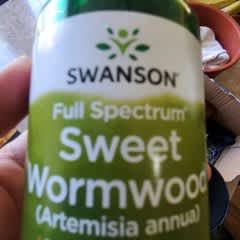 SWANSON®
Full Spectrum®
Sweet
Wormwood
(Artemisia annua)